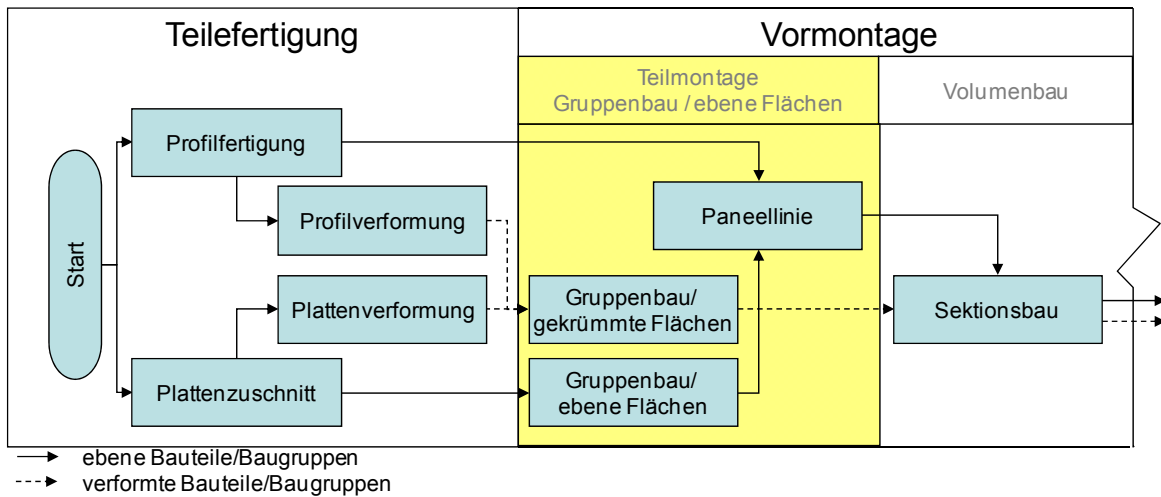 Teilefertigung
Vormontage
Teilmontage
Gruppenbau / ebene Flächen
Volumenbau
Start
Profilfertigung
Profilverformung
Plattenverformung
Plattenzuschnitt
Paneellinie
Gruppenbau/
gekrümmte Flächen
Gruppenbau/
ebene Flächen
Sektionsbau
ebene Bauteile/Baugruppen
verformte Bauteile/Baugruppen